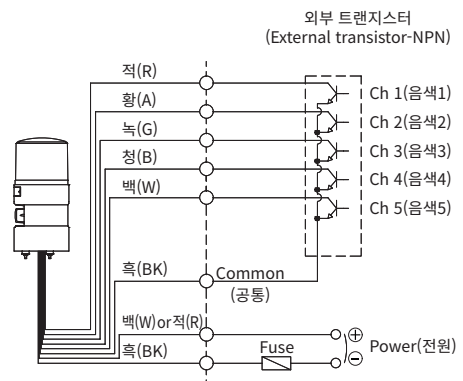 외부 트랜지스터
(External transistor-NPN)
적(R)
Ch 1(음색1)
황(A)
Ch 2(음색2)
녹(G)
Ch 3(음색3)
청(B)
Ch 4(음색4)
백(W)
Ch 5(음색5)
흑(BK)
Common
(공통)
백(W)or적(R)
흑(BK)
Fuse
Power(전원)